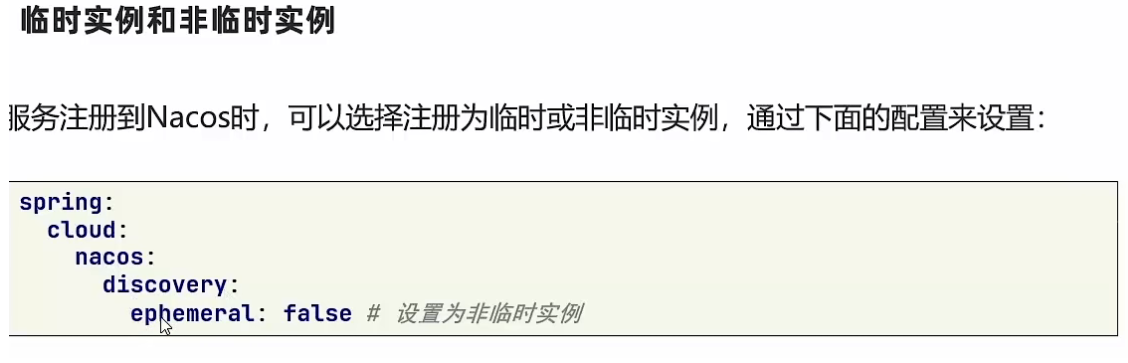 临时实例和非临时实例
服务注册到Nacos时，可以选择注册为临时或非临时实例，通过下面的配置来设置：
spring:
  cloud:
    nacos:
      discovery:
        ephemeral: false # 设置为非临时实例